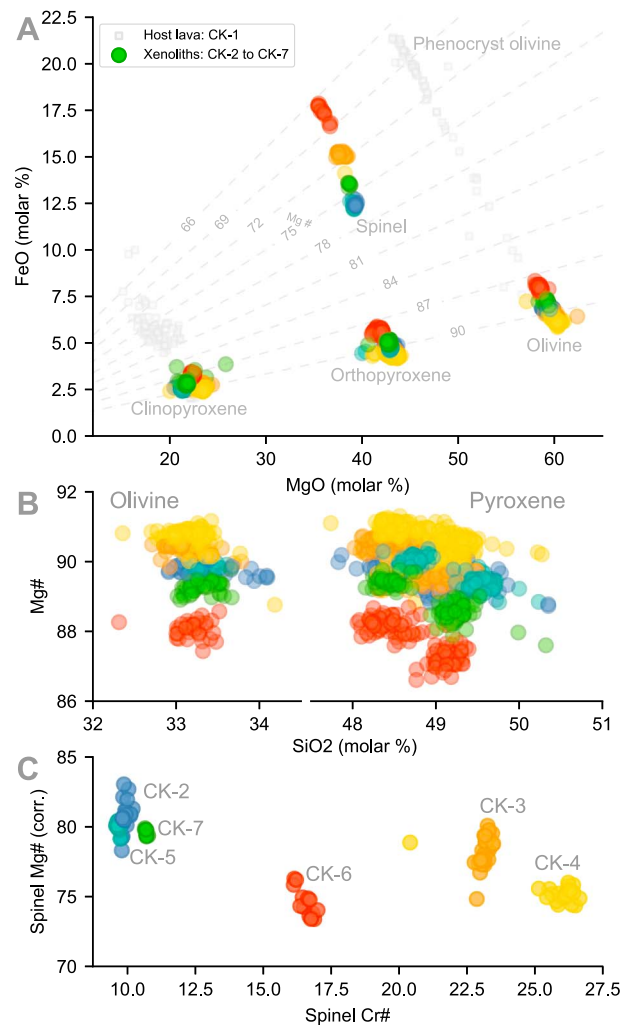 A
25.0
22.5
20.0
17.5
15.0
12.5
10.0
7.5
5.0
2.5
0.0
FeO (molar %)
Host lava: CK-1
Xenoliths: CK-2 to CK-7
Phenocryst olivine
66
69
72
Mg #
75
78
81
84
87
90
Spinel
Olivine
Orthopyroxene
Clinopyroxene
20
30
40
50
60
MgO (molar %)
B
92
90
88
86
Mg#
Olivine
Pyroxene
32
33
34
48
49
50
51
SiO2 (molar %)
C
85
80
75
70
Spinel Mg# (corr.)
CK-2
CK-7
CK-5
CK-6
CK-3
CK-4
10.0
12.5
15.0
17.5
20.0
22.5
25.0
27.5
Spinel Cr#